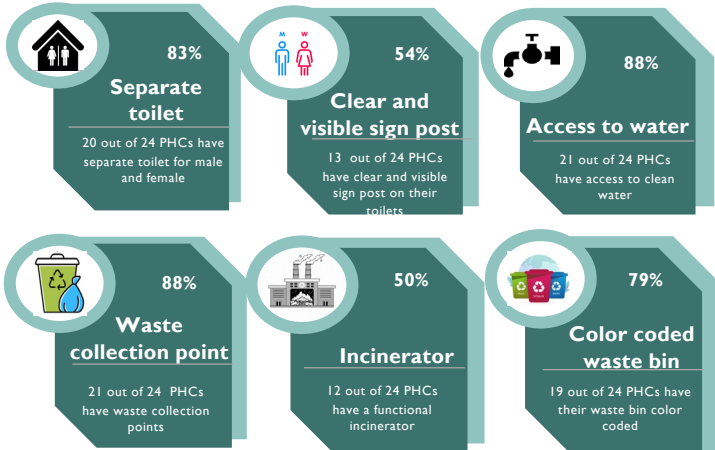 83%
Separate
toilet
20 out of 24 PHCs have
separate toilet for male
and female
M W
54%
Clear and
visible sign post
13 out of 24 PHCs
have clear and visible
sign post on their
toilets
88%
Access to water
21 out of 24 PHCs
have access to clean
water
88%
Waste
collection point
21 out of 24 PHCs
have waste collection
points
50%
Incinerator
12 out of 24 PHCs
have a functional
incinerator
79%
Color coded
waste bin
19 out of 24 PHCs have
their waste bin color
coded